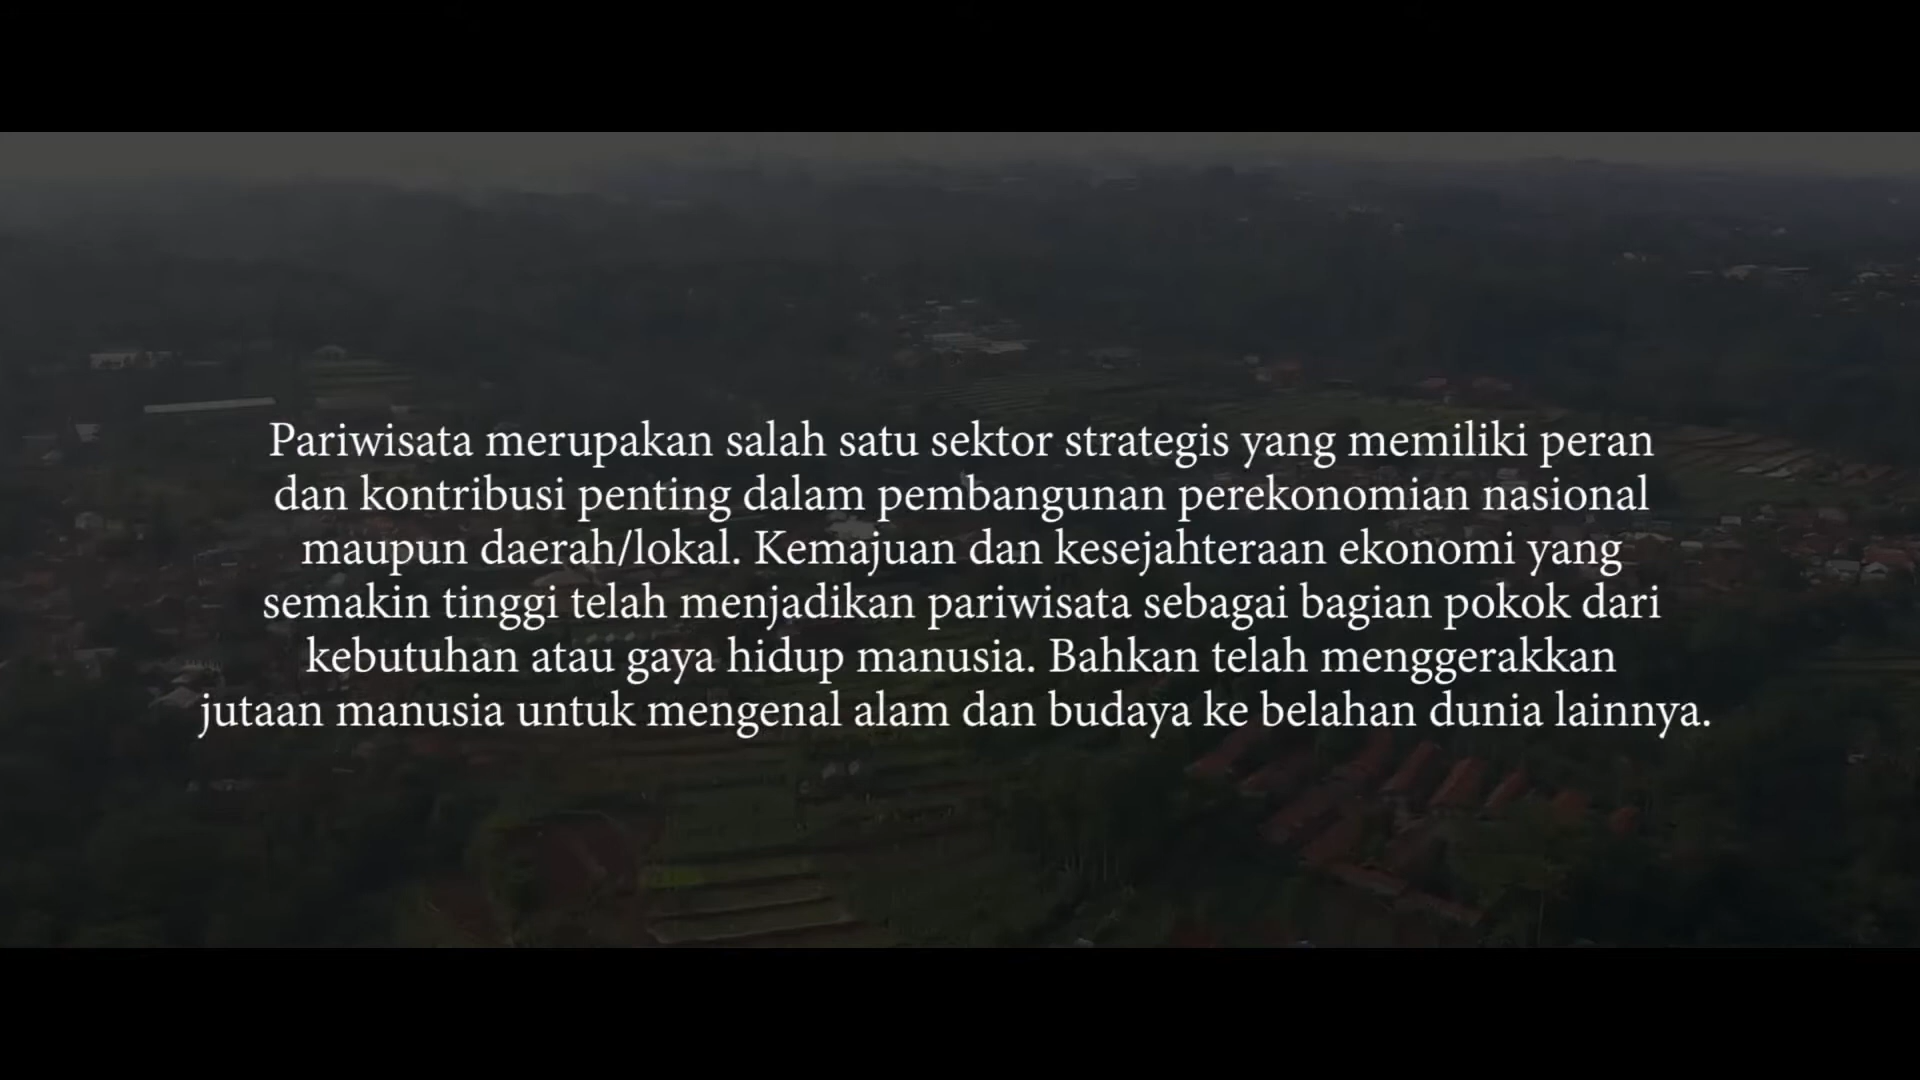 Pariwisata merupakan salah satu sektor strategis yang memiliki peran
dan kontribusi penting dalam pembangunan perekonomian nasional
maupun daerah/lokal. Kemajuan dan kesejahteraan ekonomi yang
semakin tinggi telah menjadikan pariwisata sebagai bagian pokok dari
kebutuhan atau gaya hidup manusia. Bahkan telah menggerakkan
jutaan manusia untuk mengenal alam dan budaya ke belahan dunia lainnya.